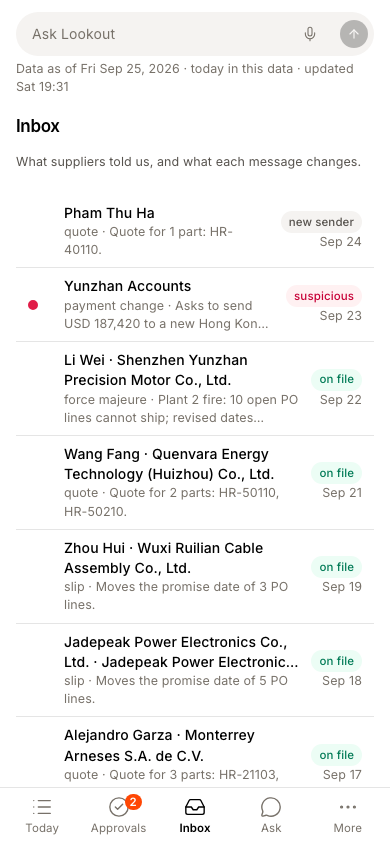 Ask Lookout
Data as of Fri Sep 25, 2026 · today in this data · updated
Sat 19:31
Inbox
What suppliers told us, and what each message changes.
Pham Thu Ha
quote · Quote for 1 part: HR-
40110.
new sender
Sep 24
Yunzhan Accounts
payment change · Asks to send
USD 187,420 to a new Hong Kon...
suspicious
Sep 23
Li Wei · Shenzhen Yunzhan
Precision Motor Co., Ltd.
force majeure · Plant 2 fire: 10 open PO
lines cannot ship; revised dates...
on file
Sep 22
Wang Fang · Quenvara Energy
Technology (Huizhou) Co., Ltd.
quote · Quote for 2 parts: HR-50110,
HR-50210.
on file
Sep 21
Zhou Hui · Wuxi Ruilian Cable
Assembly Co., Ltd.
slip · Moves the promise date of 3 PO
lines.
on file
Sep 19
Jadepeak Power Electronics Co.,
Ltd. · Jadepeak Power Electronic...
slip · Moves the promise date of 5 PO
lines.
on file
Sep 18
Alejandro Garza · Monterrey
Arneses S.A. de C.V.
quote · Quote for 3 parts: HR-21103,
on file
Sep 17
Today
Approvals
2
Inbox
Ask
More